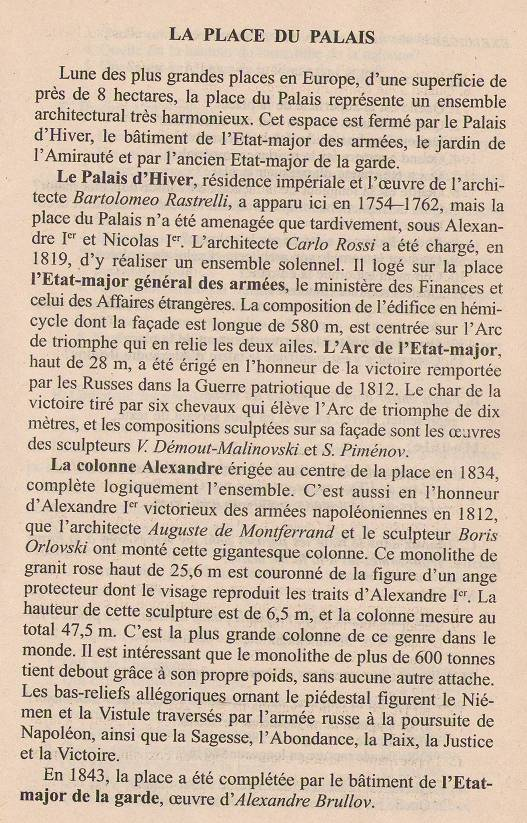 LA PLACE DU PALAIS
Lune des plus grandes places en Europe, d'une superficie de
près de 8 hectares, la place du Palais représente un ensemble
architectural très harmonieux. Cet espace est fermé par le Palais
d'Hiver, le bâtiment de l'Etat-major des armées, le jardin de
l'Amirauté et par l'ancien Etat-major de la garde.
Le Palais d'Hiver, résidence impériale et l'œuvre de l'archi-
tecte Bartolomeo Rastrelli, a apparu ici en 1754–1762, mais la
place du Palais n'a été amenagée que tardivement, sous Alexan-
dre Ier et Nicolas Ier. L'architecte Carlo Rossi a été chargé, en
1819, d'y réaliser un ensemble solennel. Il logé sur la place
l'Etat-major général des armées, le ministère des Finances et
celui des Affaires étrangères. La composition de l'édifice en hémi-
cycle dont la façade est longue de 580 m, est centrée sur l'Arc
de triomphe qui en relie les deux ailes. L'Arc de l'Etat-major,
haut de 28 m, a été érigé en l'honneur de la victoire remportée
par les Russes dans la Guerre patriotique de 1812. Le char de la
victoire tiré par six chevaux qui élève l'Arc de triomphe de dix
mètres, et les compositions sculptées sur sa façade sont les œuvres
des sculpteurs V. Démout-Malinovski et S. Piménov.
La colonne Alexandre érigée au centre de la place en 1834,
complète logiquement l'ensemble. C'est aussi en l'honneur
d'Alexandre Ier victorieux des armées napoléoniennes en 1812,
que l'architecte Auguste de Montferrand et le sculpteur Boris
Orlovski ont monté cette gigantesque colonne. Ce monolithe de
granit rose haut de 25,6 m est couronné de la figure d'un ange
protecteur dont le visage reproduit les traits d'Alexandre Ier. La
hauteur de cette sculpture est de 6,5 m, et la colonne mesure au
total 47,5 m. C'est la plus grande colonne de ce genre dans le
monde. Il est intéressant que le monolithe de plus de 600 tonnes
tient debout grâce à son propre poids, sans aucune autre attache.
Les bas-reliefs allégoriques ornant le piédestal figurent le Nié-
men et la Vistule traversés par l'armée russe à la poursuite de
Napoléon, ainsi que la Sagesse, l'Abondance, la Paix, la Justice
et la Victoire.
En 1843, la place a été complétée par le bâtiment de l'Etat-
major de la garde, œuvre d'Alexandre Brullov.